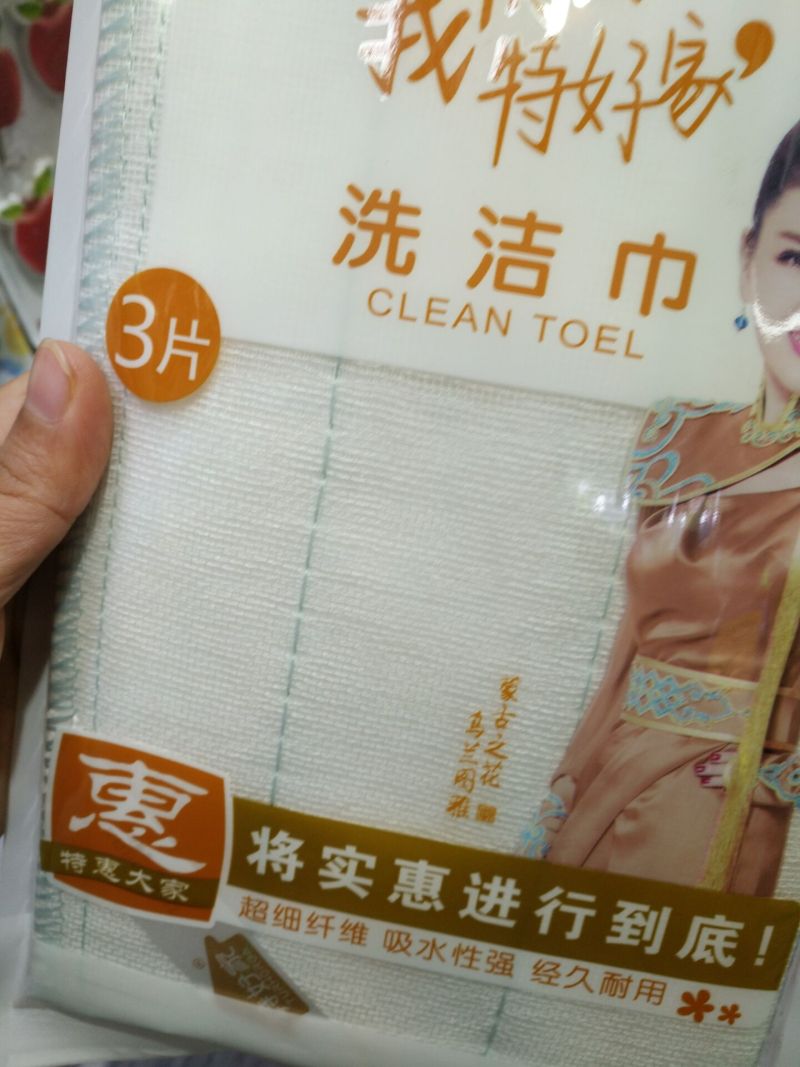 我
特好家
洗洁巾
CLEAN TOEL
3片
蒙古之花
乌兰图雅
惠
特惠大家
将实惠进行到底!
超细纤维 吸水性强 经久耐用